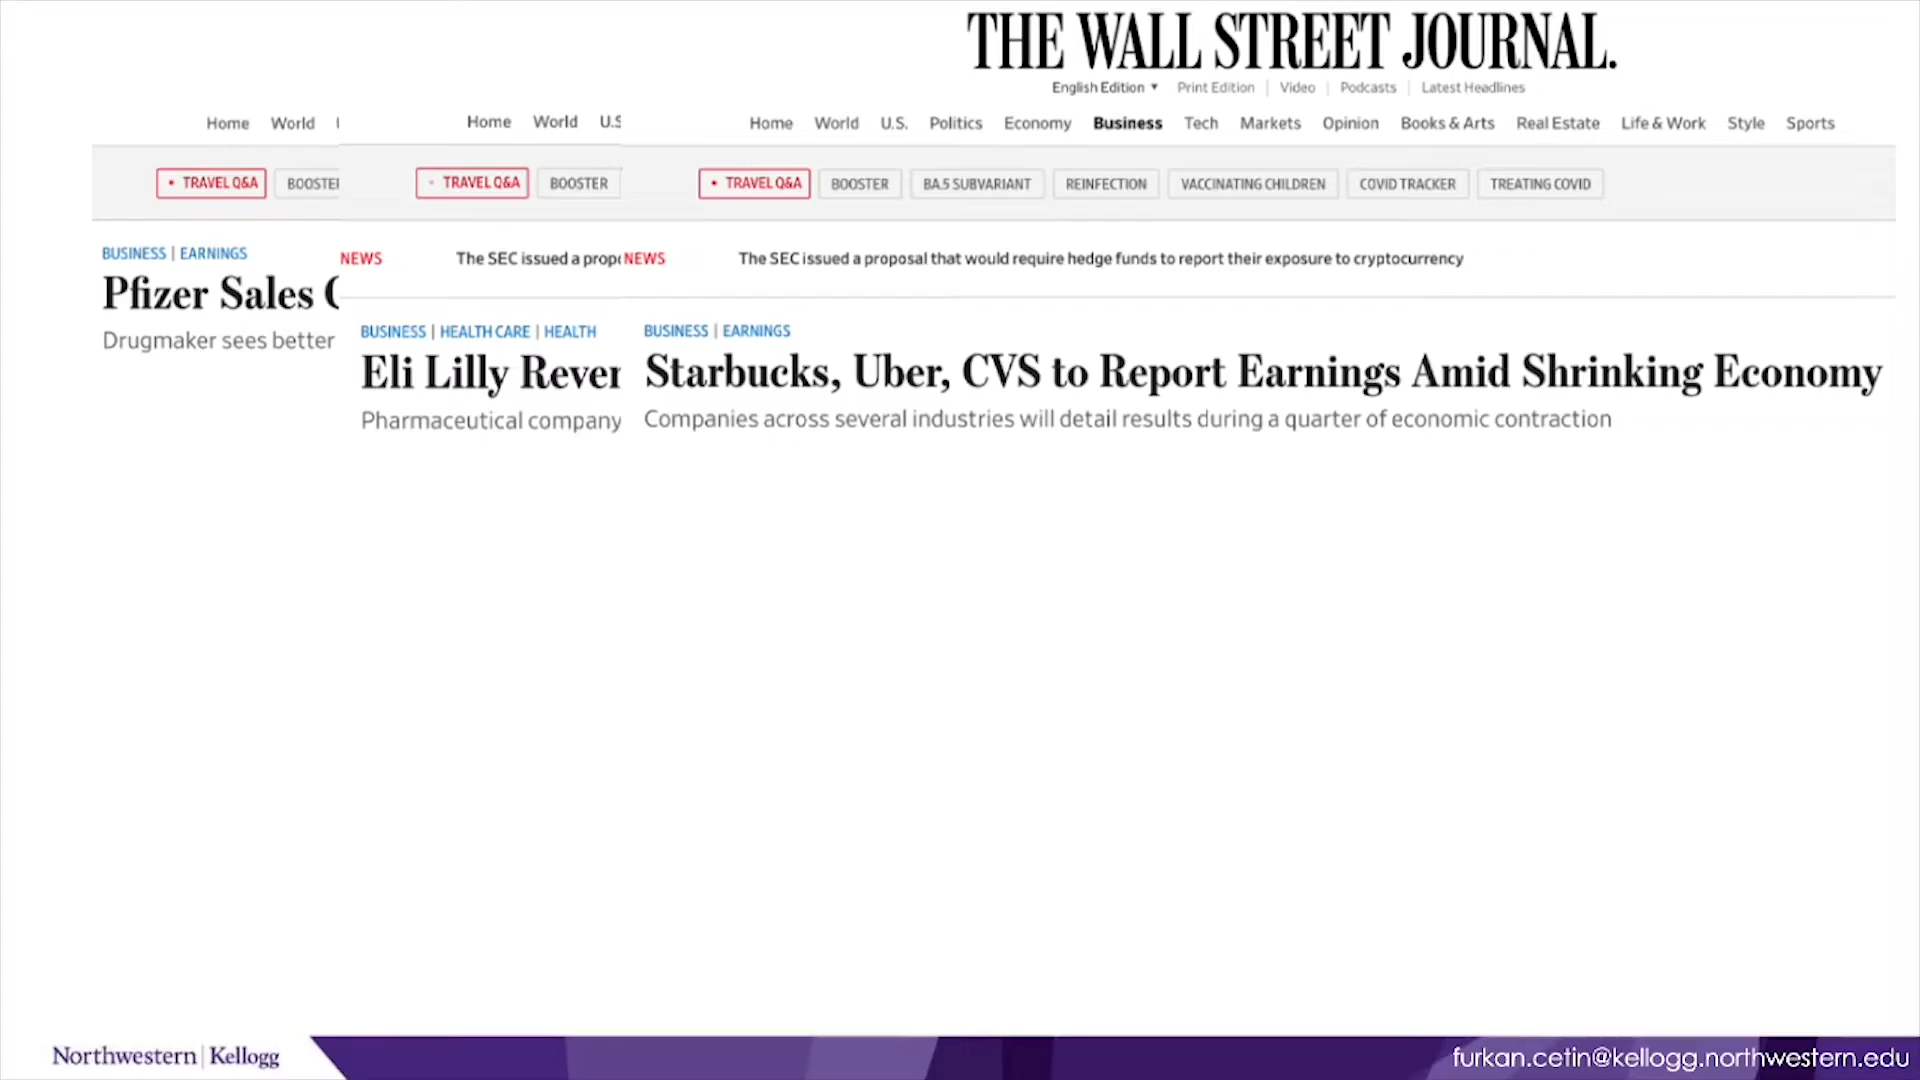 THE WALL STREET JOURNAL.
English Edition Print Edition Video Podcasts Latest Headlines
Home World
Home World U.S
Home World U.S. Politics Economy Business Tech Markets Opinion Books & Arts Real Estate Life & Work Style Sports
TRAVEL Q&A
TRAVEL Q&A BOOSTER
TRAVEL Q&A BOOSTER BA.5 SUBVARIANT REINFECTION VACCINATING CHILDREN COVID TRACKER TREATING COVID
BUSINESS | EARNINGS
Pfizer Sales
Drugmaker sees better
NEWS The SEC issued a
BUSINESS | HEALTH CARE | HEALTH
Eli Lilly
Pharmaceutical company
NEWS The SEC issued a proposal that would require hedge funds to report their exposure to cryptocurrency
BUSINESS | EARNINGS
Starbucks, Uber, CVS to Report Earnings Amid Shrinking Economy
Companies across several industries will detail results during a quarter of economic contraction
Northwestern | Kellogg
furkan.cetin@kellogg.northwestern.edu